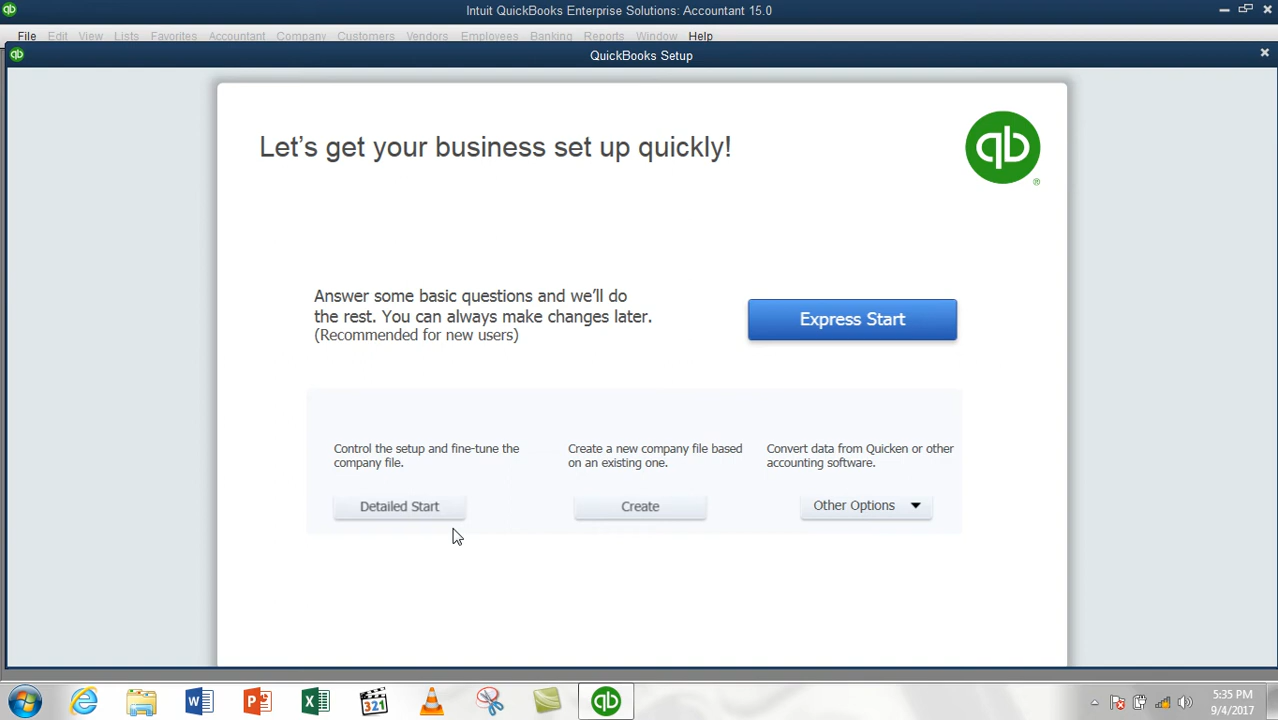 Intuit QuickBooks Enterprise Solutions: Accountant 15.0
File Edit View Lists Favorites Accountant Company Customers Vendors Employees Banking Reports Window Help
QuickBooks Setup
Let's get your business set up quickly!
qb
®
Answer some basic questions and we'll do
the rest. You can always make changes later.
(Recommended for new users)
Express Start
Control the setup and fine-tune the
company file.
Detailed Start
Create a new company file based
on an existing one.
Create
Convert data from Quicken or other
accounting software.
Other Options
321
5:35 PM
9/4/2017